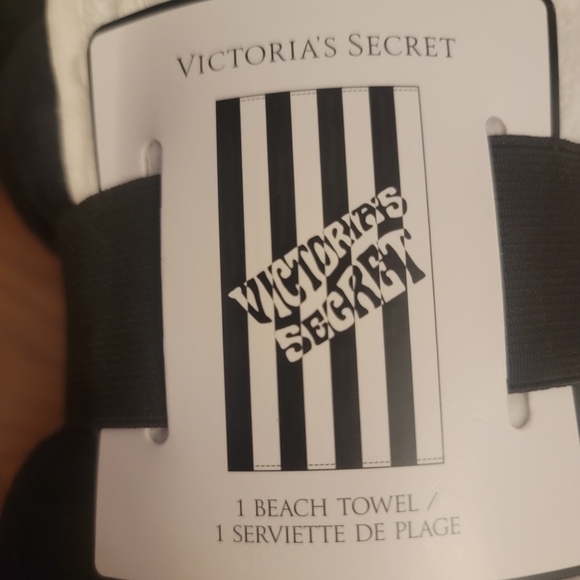 VICTORIA'S SECRET
VICTORIA'S
SECRET
1 BEACH TOWEL /
1 SERVIETTE DE PLAGE